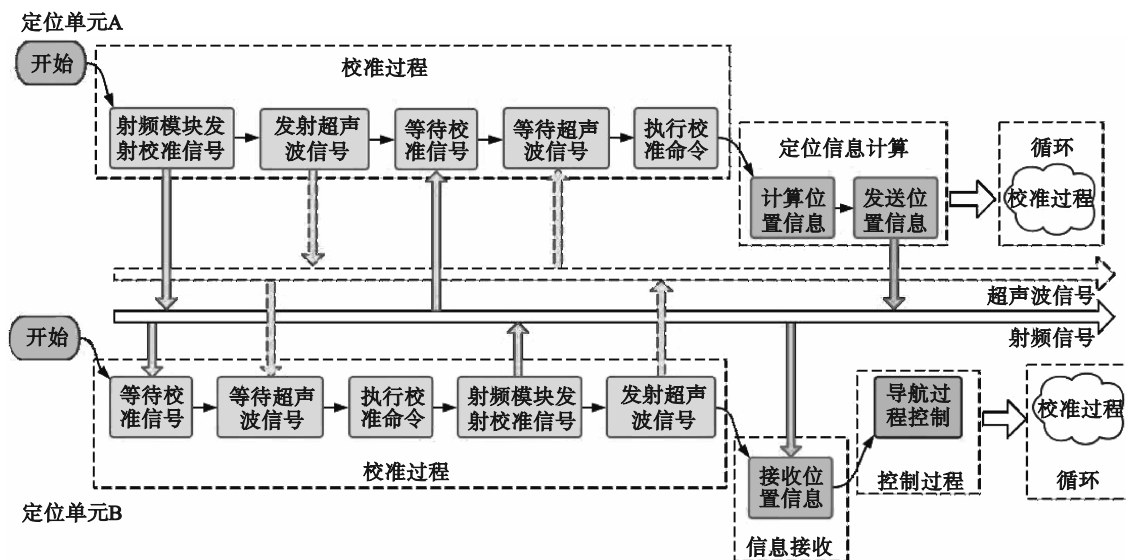 定位单元A
开始
校准过程
射频模块发
射校准信号
发射超声
波信号
等待校
准信号
等待超声
波信号
执行校
准命令
定位信息计算
计算位
置信息
发送位
置信息
循环
校准过程
超声波信号
射频信号
开始
等待校
准信号
等待超声
波信号
执行校
准命令
射频模块发
射校准信号
发射超声
波信号
校准过程
接收位
置信息
信息接收
导航过
程控制
控制过程
校准过程
循环
定位单元B